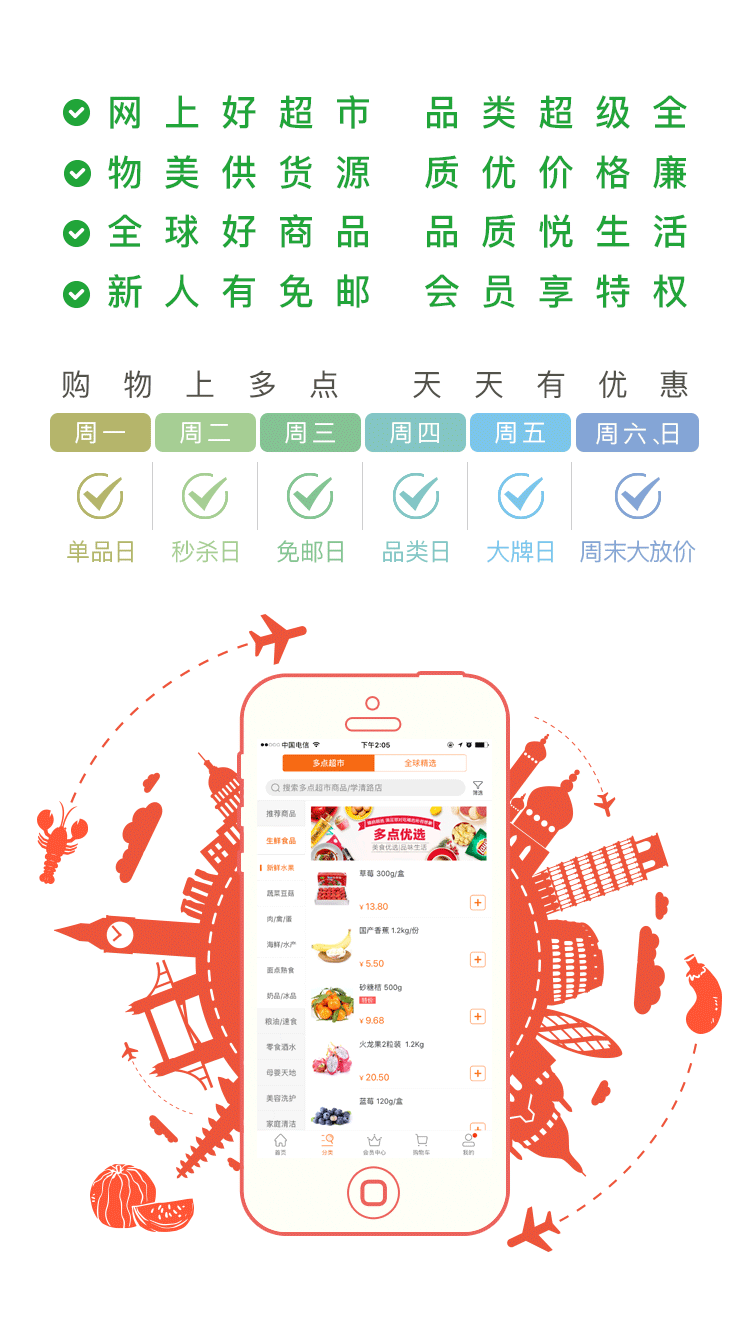 网上好超市 品类超级全
物美供货源 质优价格廉
全球好商品 品质悦生活
新人有免邮 会员享特权
购物上多点 天天有优惠
周一 周二 周三 周四 周五 周六、日
单品日 秒杀日 免邮日 品类日 大牌日 周末大放价
中国电信 下午2:05
多点超市 全球精选
搜索多点超市商品/学清路店 筛选
推荐商品
生鲜食品
新鲜水果
蔬菜豆菇
肉/禽/蛋
海鲜/水产
面点熟食
奶品/冰品
粮油/速食
零食酒水
母婴天地
美容洗护
家庭清洁
多点优选
美食优选|品味生活
草莓 300g/盒
¥13.80
国产香蕉 1.2kg/份
¥5.50
砂糖桔 500g
特价
¥9.68
火龙果2粒装 1.2Kg
¥20.50
蓝莓 120g/盒
首页 分类 会员中心 购物车 我的